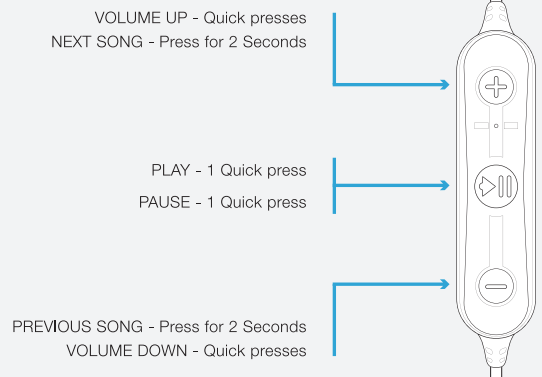 VOLUME UP - Quick presses
NEXT SONG - Press for 2 Seconds
PLAY - 1 Quick press
PAUSE - 1 Quick press
PREVIOUS SONG - Press for 2 Seconds
VOLUME DOWN - Quick presses